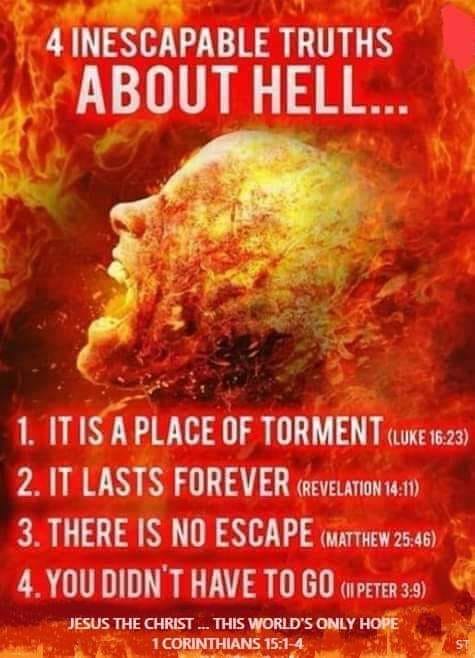 4 INESCAPABLE TRUTHS
ABOUT HELL...
1. IT IS A PLACE OF TORMENT (LUKE 16:23)
2. IT LASTS FOREVER (REVELATION 14:11)
3. THERE IS NO ESCAPE (MATTHEW 25:46)
4. YOU DIDN'T HAVE TO GO (II PETER 3:9)
JESUS THE CHRIST ... THIS WORLD'S ONLY HOPE
1 CORINTHIANS 15:1-4
ST